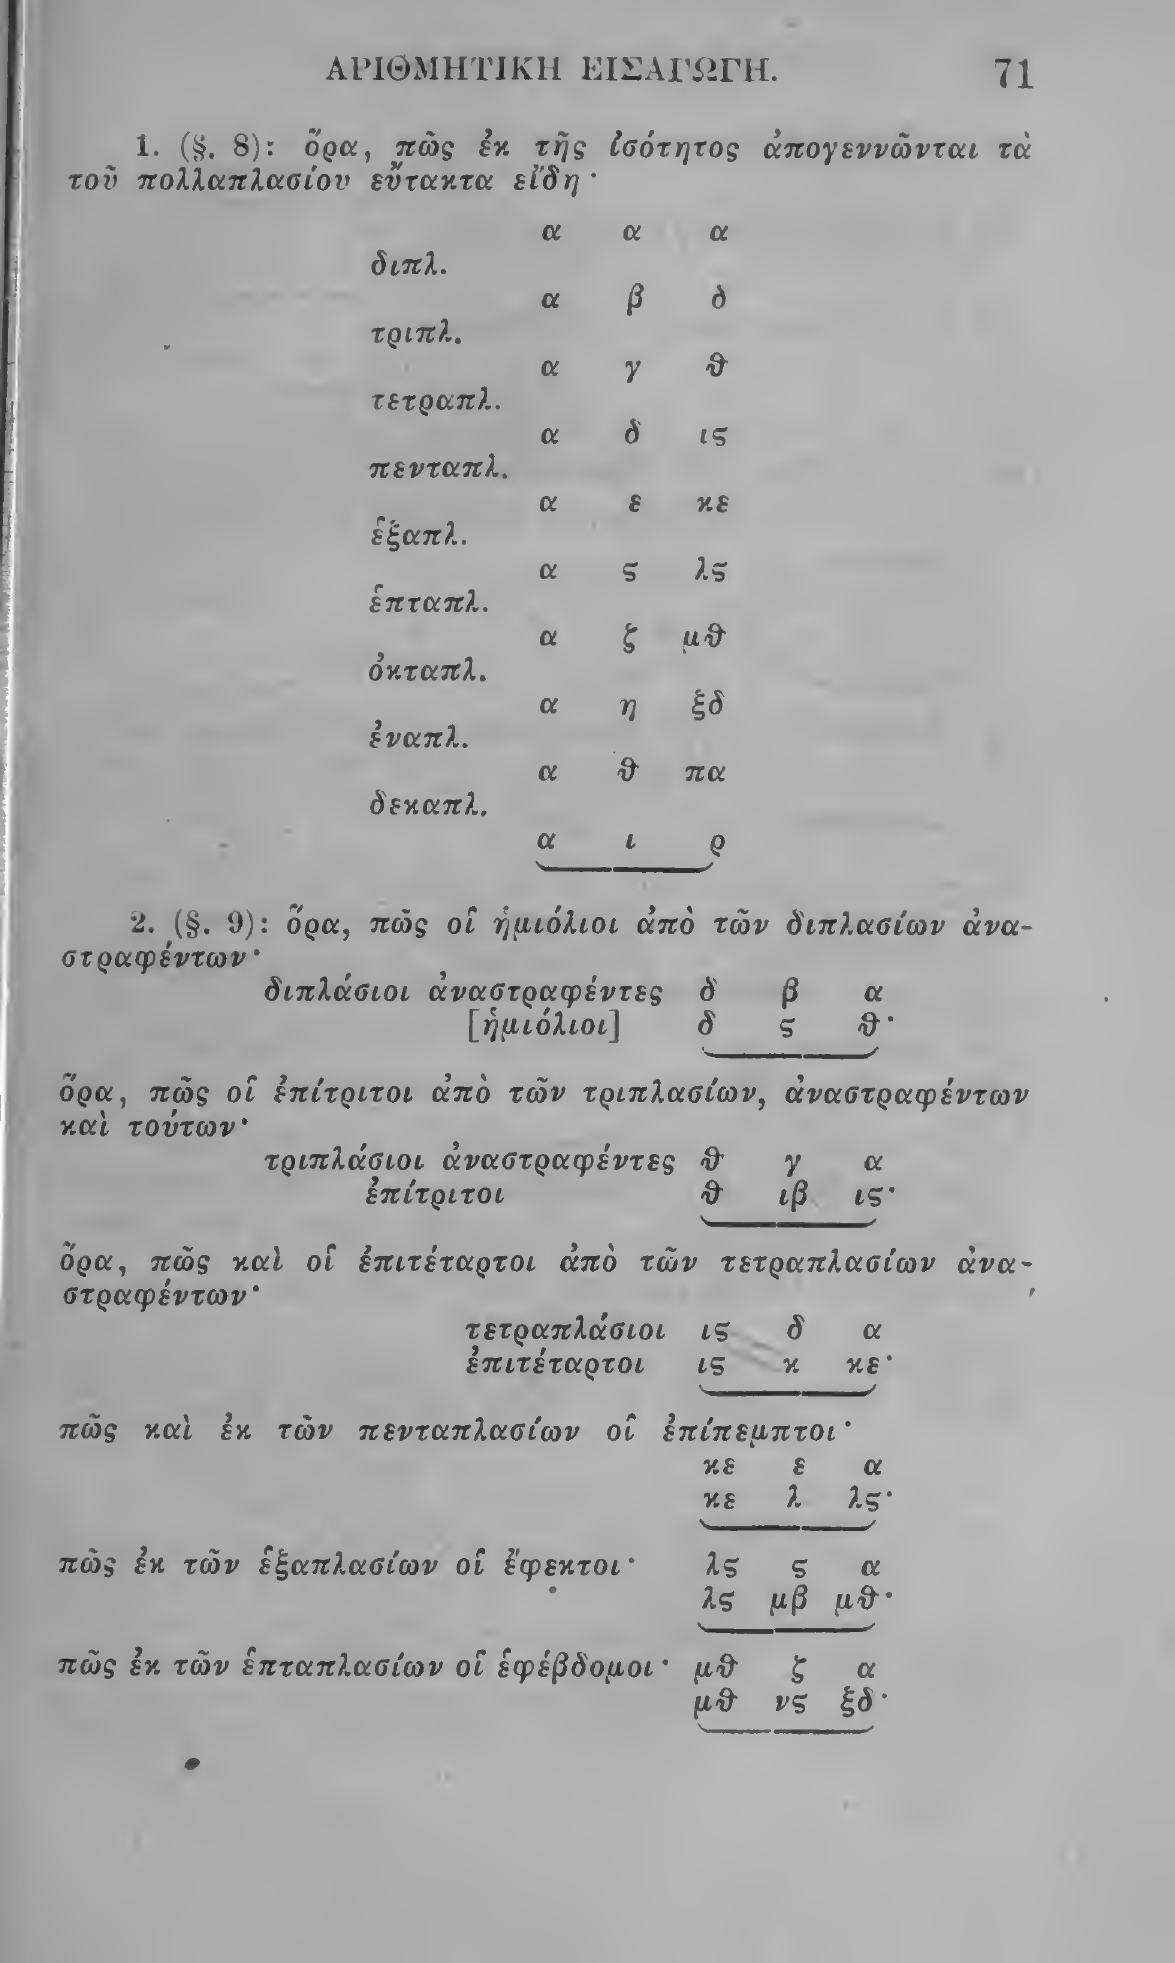 ΑΡΙΘΜΗΤΙΚΗ ΕΙΣΑΓΩΓΗ. 71
1. (§. 8): ὅρα, πῶς ἐκ τῆς ἰσότητος ἀπογεννῶνται τὰ
τοῦ πολλαπλασίου εὔτακτα εἴδη·
α α α
διπλ.
α β δ
τριπλ.
α γ θ
τετραπλ.
α δ ις
πενταπλ.
α ε κε
ἑξαπλ.
α ς λς
ἑπταπλ.
α ζ μθ
ὀκταπλ.
α η ξδ
ἐναπλ.
α θ πα
δεκαπλ.
α ι ρ
2. (§. 9): ὅρα, πῶς οἱ ἡμιόλιοι ἀπὸ τῶν διπλασίων ἀνα-
στραφέντων·
διπλάσιοι ἀναστραφέντες δ β α
[ἡμιόλιοι] δ ς θ·
ὅρα, πῶς οἱ ἐπίτριτοι ἀπὸ τῶν τριπλασίων, ἀναστραφέντων
καὶ τούτων·
τριπλάσιοι ἀναστραφέντες θ γ α
ἐπίτριτοι θ ιβ ις·
ὅρα, πῶς καὶ οἱ ἐπιτέταρτοι ἀπὸ τῶν τετραπλασίων ἀνα-
στραφέντων·
τετραπλάσιοι ις δ α
ἐπιτέταρτοι ις κ κε·
πῶς καὶ ἐκ τῶν πενταπλασίων οἱ ἐπίπεμπτοι·
κε ε α
κε λ λς·
πῶς ἐκ τῶν ἑξαπλασίων οἱ ἔφεκτοι· λς ς α
λς μβ μθ·
πῶς ἐκ τῶν ἑπταπλασίων οἱ ἐφέβδομοι· μθ ζ α
μθ νς ξδ·